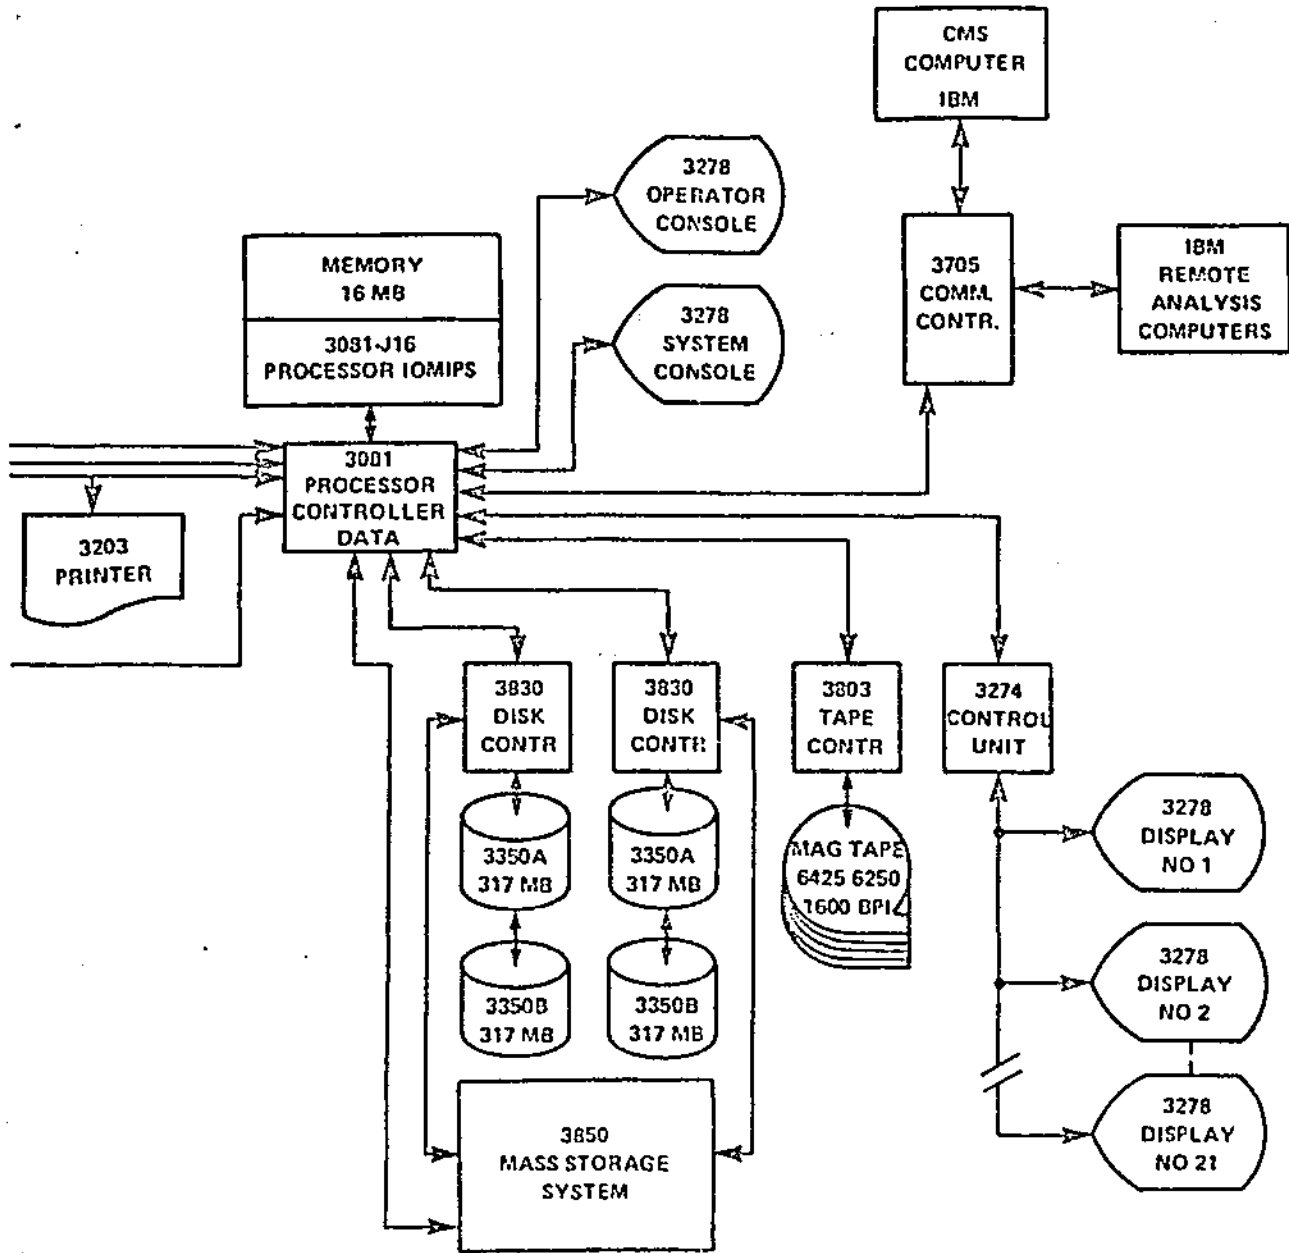 CMS
COMPUTER
IBM
3278
OPERATOR
CONSOLE
MEMORY
16 MB
3081-J16
PROCESSOR IOMIPS
3278
SYSTEM
CONSOLE
3705
COMM.
CONTR.
IBM
REMOTE
ANALYSIS
COMPUTERS
3081
PROCESSOR
CONTROLLER
DATA
3203
PRINTER
3830
DISK
CONTR
3830
DISK
CONTR
3803
TAPE
CONTR
3274
CONTROL
UNIT
3350A
317 MB
3350A
317 MB
MAG TAPE
6425 6250
1600 BPI
3278
DISPLAY
NO 1
3350B
317 MB
3350B
317 MB
3278
DISPLAY
NO 2
3850
MASS STORAGE
SYSTEM
3278
DISPLAY
NO 21